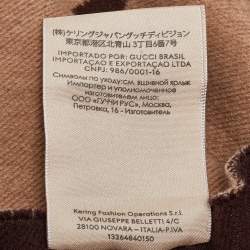 (株)ケリングジャパングッチディビジョン
東京都港区北青山 3丁目6番7号
IMPORTADO POR: GUCCI BRASIL
IMPORTAÇÃO E EXPORTAÇÃO LTDA
CNPJ: 986/0001-16
Символы по уходу:см. вшивной ярлык
Импортер и уполномоченное
изготовителем лицо:
ООО «ГУЧЧИ РУС», Москва,
Петровка, 16 - Изготовитель:
Kering Fashion Operations S.r.l.
VIA GIUSEPPE BELLETTI, 4/C
28100 NOVARA - ITALIA P.IVA
13264840150